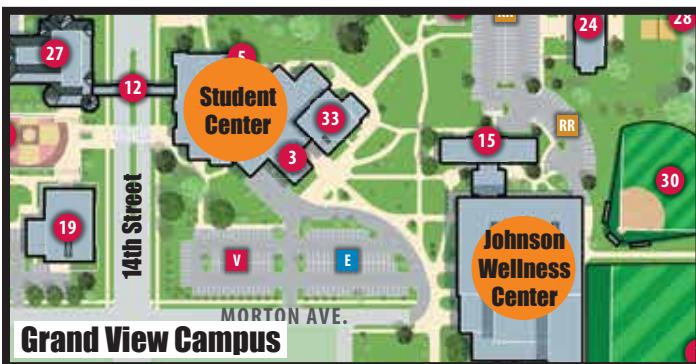 RR
24
28
27
5
12
Student
Center
33
RR
3
15
30
19
14th Street
V
E
Johnson
Wellness
Center
MORTON AVE.
Grand View Campus